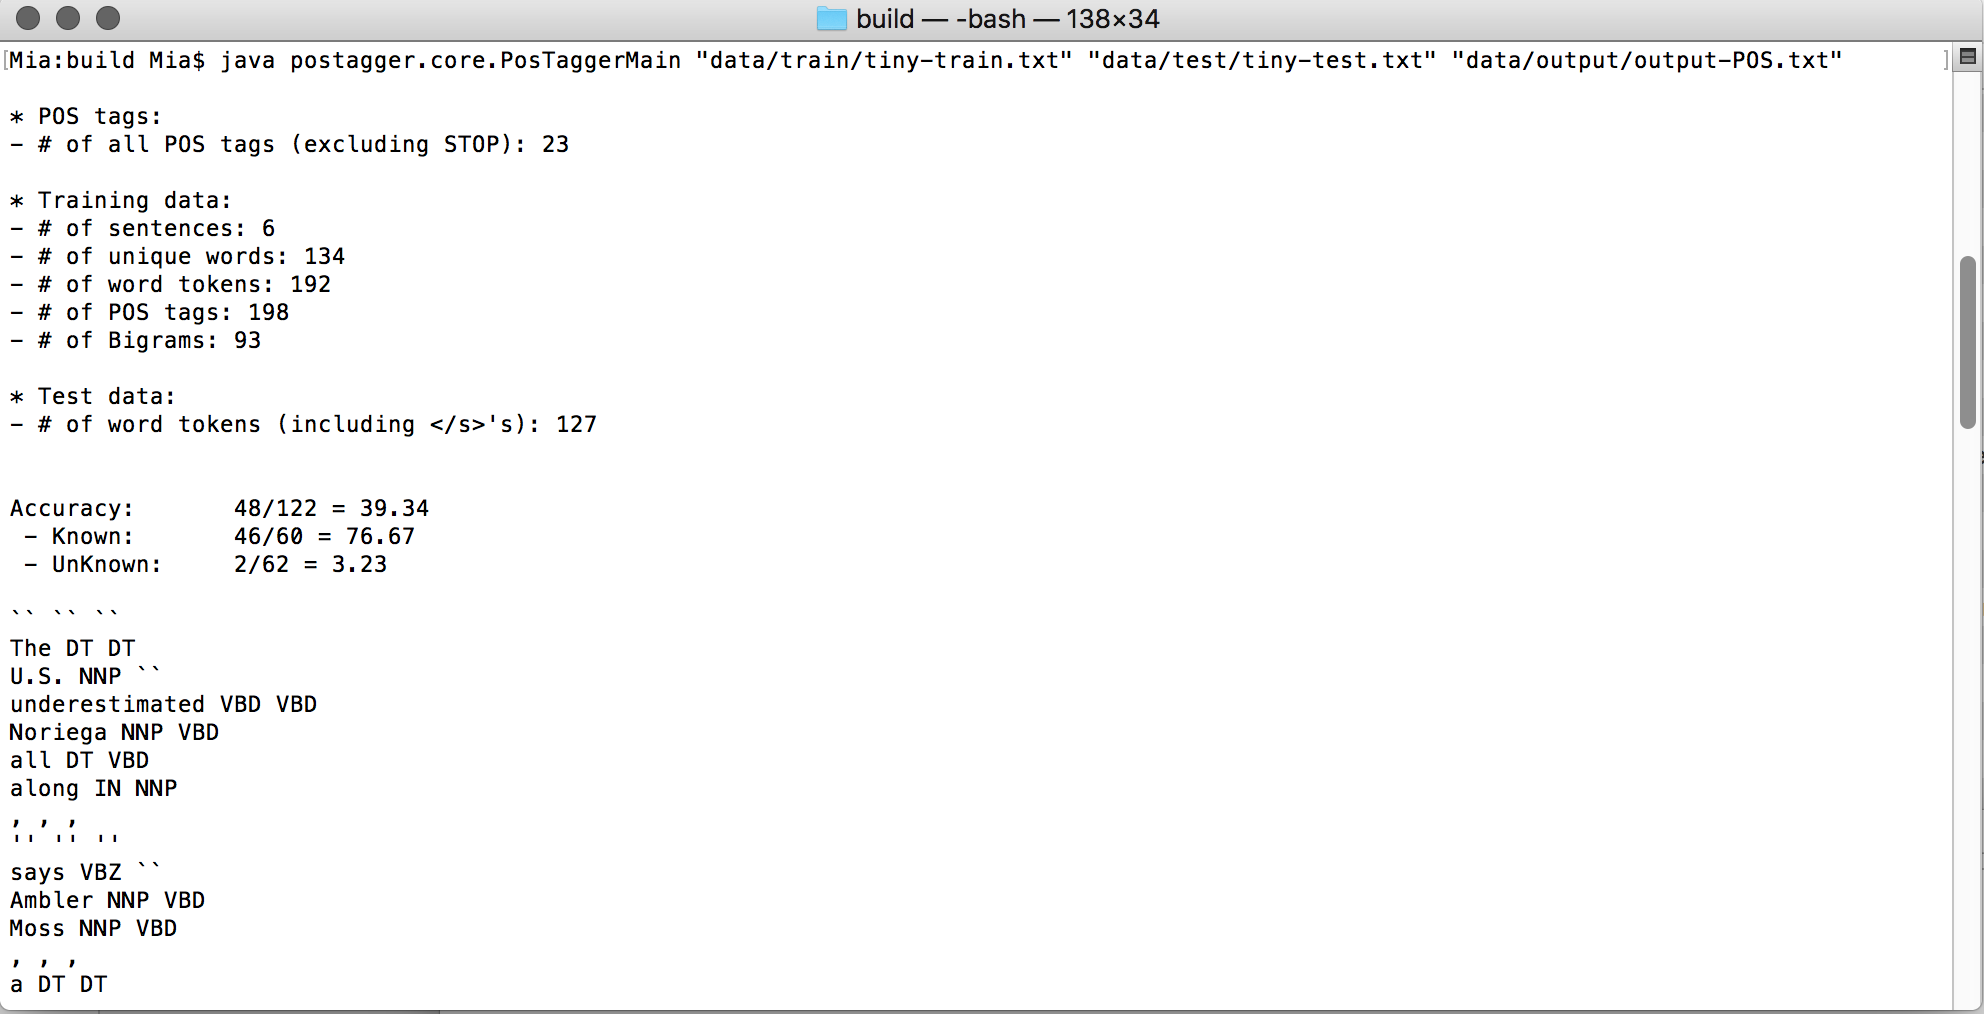 build — -bash — 138×34
[Mia:build Mia$ java postagger.core.PosTaggerMain "data/train/tiny-train.txt" "data/test/tiny-test.txt" "data/output/output-POS.txt" ]
* POS tags:
- # of all POS tags (excluding STOP): 23
* Training data:
- # of sentences: 6
- # of unique words: 134
- # of word tokens: 192
- # of POS tags: 198
- # of Bigrams: 93
* Test data:
- # of word tokens (including </s>'s): 127
Accuracy: 48/122 = 39.34
- Known: 46/60 = 76.67
- UnKnown: 2/62 = 3.23
`` `` ``
The DT DT
U.S. NNP ``
underestimated VBD VBD
Noriega NNP VBD
all DT VBD
along IN NNP
, , ,
'' '' ''
says VBZ ``
Ambler NNP VBD
Moss NNP VBD
, , ,
a DT DT